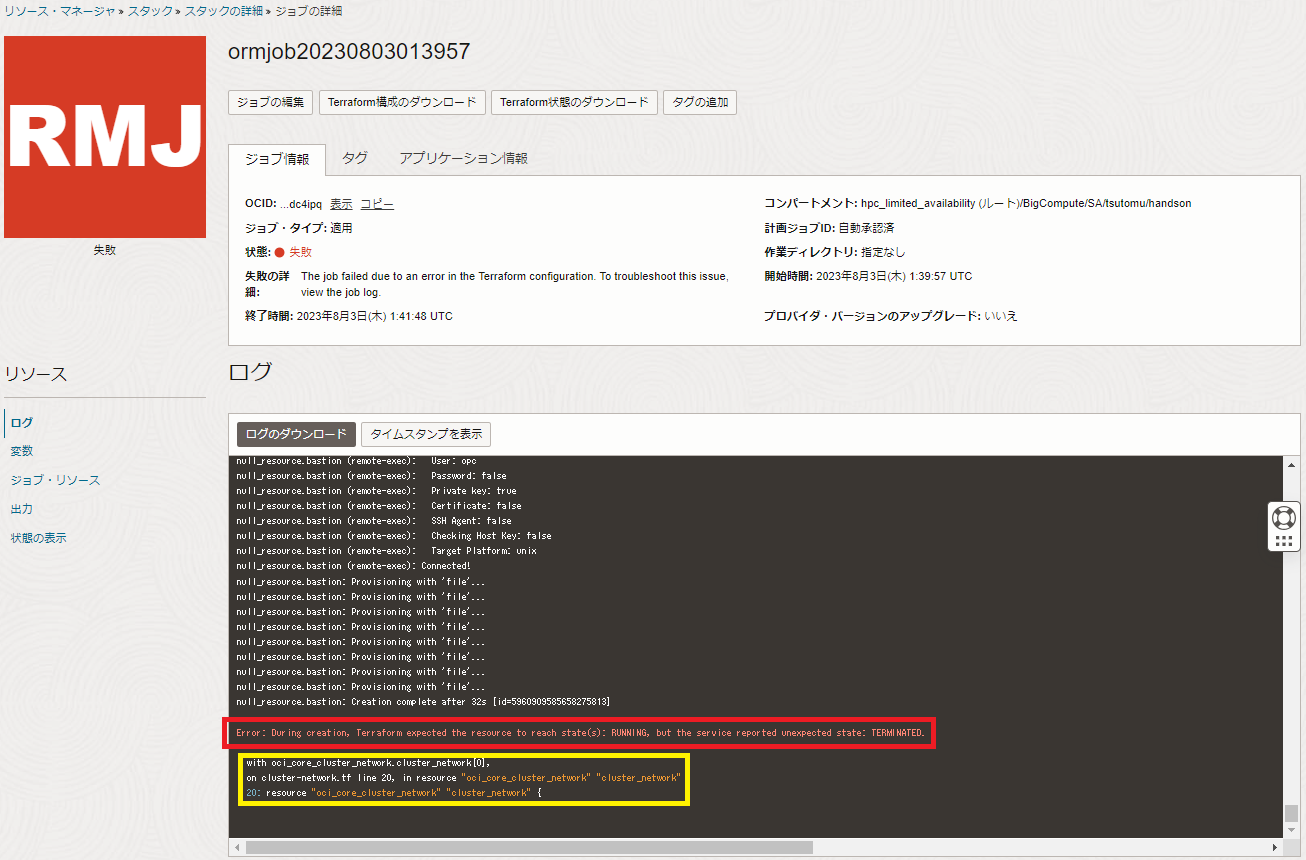 リソース・マネージャ » スタック » スタックの詳細 » ジョブの詳細
RMJ
失敗
ormjob20230803013957
ジョブの編集 Terraform構成のダウンロード Terraform状態のダウンロード タグの追加
ジョブ情報 タグ アプリケーション情報
OCID: ...dc4ipq 表示 コピー
ジョブ・タイプ: 適用
状態: 失敗
失敗の詳細: The job failed due to an error in the Terraform configuration. To troubleshoot this issue,
view the job log.
終了時間: 2023年8月3日(木) 1:41:48 UTC
コンパートメント: hpc_limited_availability (ルート)/BigCompute/SA/tsutomu/handson
計画ジョブID: 自動承認済
作業ディレクトリ: 指定なし
開始時間: 2023年8月3日(木) 1:39:57 UTC
プロバイダ・バージョンのアップグレード: いいえ
リソース
ログ
変数
ジョブ・リソース
出力
状態の表示
ログ
ログのダウンロード タイムスタンプを表示
null_resource.bastion (remote-exec): User: opc
null_resource.bastion (remote-exec): Password: false
null_resource.bastion (remote-exec): Private key: true
null_resource.bastion (remote-exec): Certificate: false
null_resource.bastion (remote-exec): SSH Agent: false
null_resource.bastion (remote-exec): Checking Host Key: false
null_resource.bastion (remote-exec): Target Platform: unix
null_resource.bastion (remote-exec): Connected!
null_resource.bastion: Provisioning with 'file'...
null_resource.bastion: Provisioning with 'file'...
null_resource.bastion: Provisioning with 'file'...
null_resource.bastion: Provisioning with 'file'...
null_resource.bastion: Provisioning with 'file'...
null_resource.bastion: Provisioning with 'file'...
null_resource.bastion: Provisioning with 'file'...
null_resource.bastion: Provisioning with 'file'...
null_resource.bastion: Creation complete after 32s [id=5960909585658275813]
Error: During creation, Terraform expected the resource to reach state(s): RUNNING, but the service reported unexpected state: TERMINATED.
with oci_core_cluster_network.cluster_network[0],
on cluster-network.tf line 20, in resource "oci_core_cluster_network" "cluster_network"
20: resource "oci_core_cluster_network" "cluster_network" {